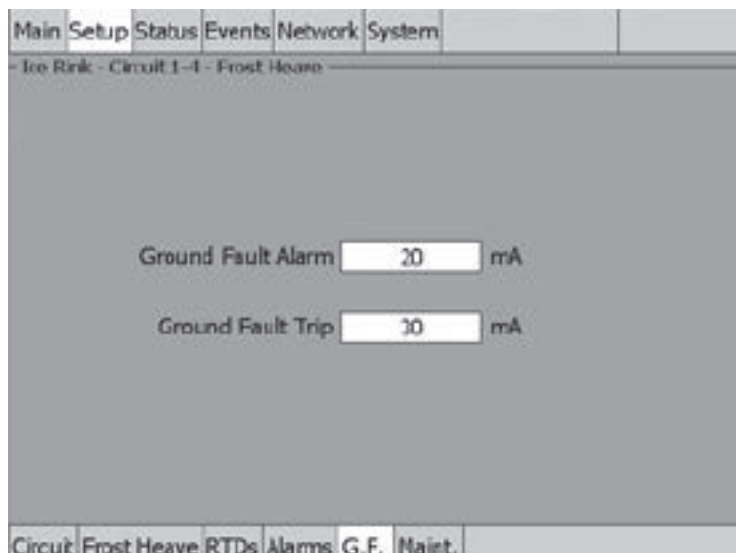 Main Setup Status Events Network System
Ice Rink - Circuit 1-4 - Frost Heave
Ground Fault Alarm 20 mA
Ground Fault Trip 30 mA
Circuit Frost Heave RTDs Alarms G.F. Maint.